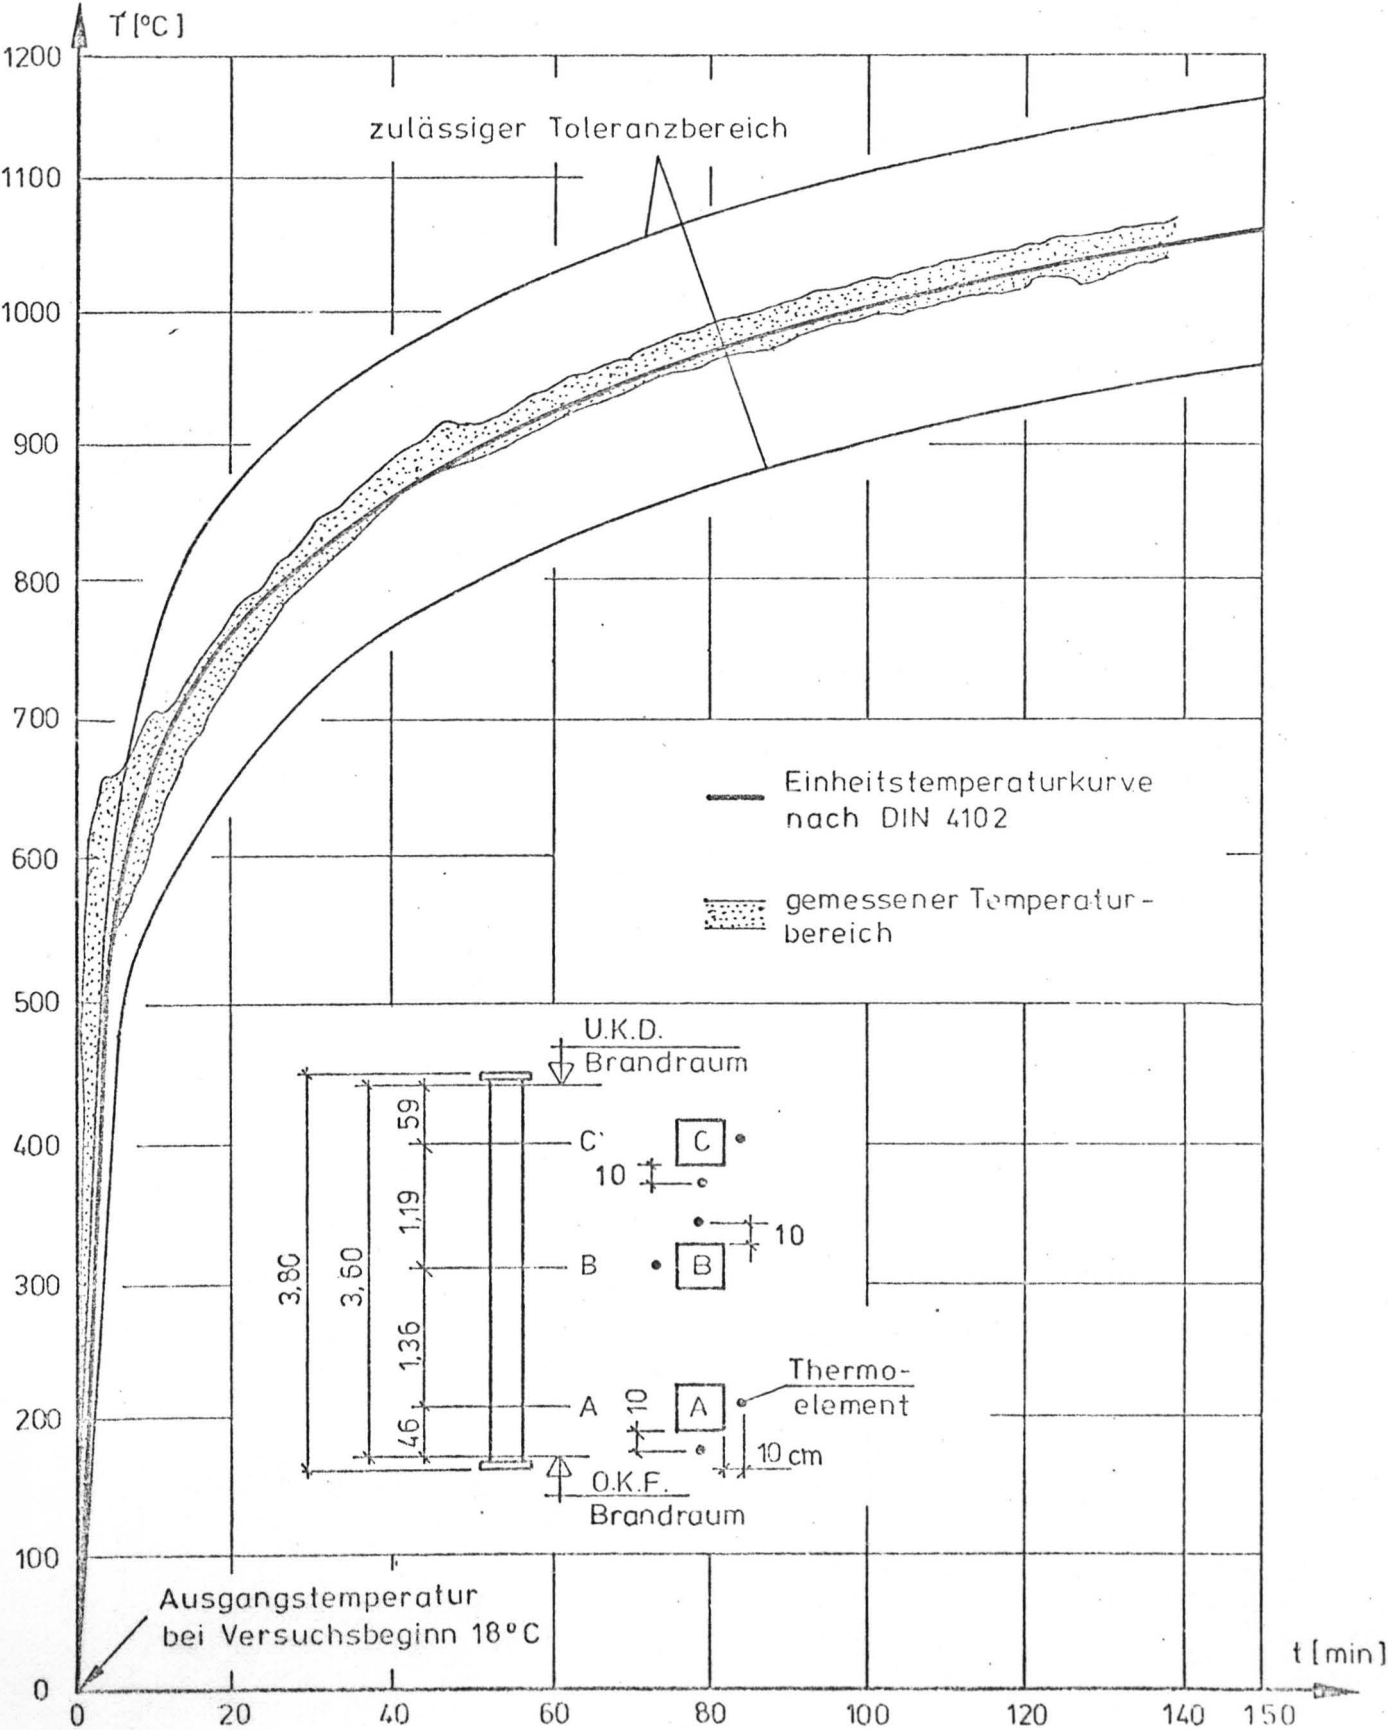 T [°C]
1200
1100
1000
900
800
700
600
500
400
300
200
100
0
zulässiger Toleranzbereich
Einheitstemperaturkurve
nach DIN 4102
gemessener Temperatur-
bereich
U.K.D.
Brandraum
59
C
C
10
1,19
10
3,80
3,60
B
B
1,36
Thermo-
element
10
A
A
46
10 cm
O.K.F.
Brandraum
Ausgangstemperatur
bei Versuchsbeginn 18°C
t [min]
0
20
40
60
80
100
120
140
150